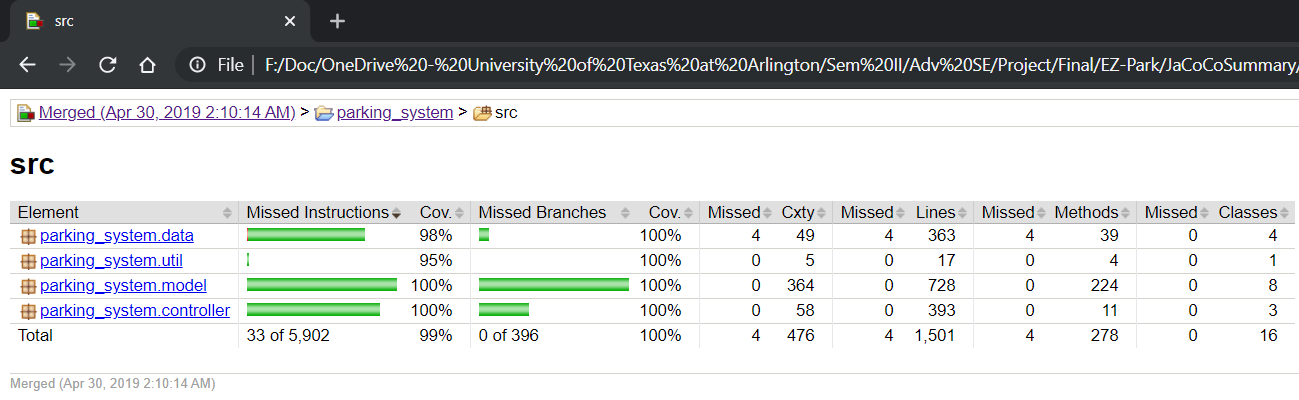 src
File F:/Doc/OneDrive%20-%20University%20of%20Texas%20at%20Arlington/Sem%20II/Adv%20SE/Project/Final/EZ-Park/JaCoCoSummary/
Merged (Apr 30, 2019 2:10:14 AM) > parking_system > src
src
Element Missed Instructions Cov. Missed Branches Cov. Missed Cxty Missed Lines Missed Methods Missed Classes
parking_system.data 98% 100% 4 49 4 363 4 39 0 4
parking_system.util 95% 100% 0 5 0 17 0 4 0 1
parking_system.model 100% 100% 0 364 0 728 0 224 0 8
parking_system.controller 100% 100% 0 58 0 393 0 11 0 3
Total 33 of 5,902 99% 0 of 396 100% 4 476 4 1,501 4 278 0 16
Merged (Apr 30, 2019 2:10:14 AM)